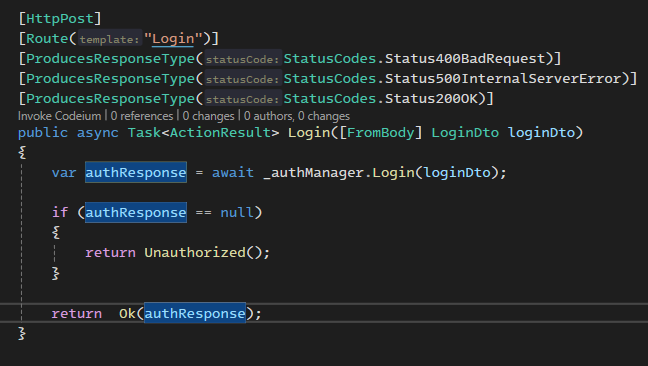 [HttpPost]
[Route(template:"Login")]
[ProducesResponseType(statusCode:StatusCodes.Status400BadRequest)]
[ProducesResponseType(statusCode:StatusCodes.Status500InternalServerError)]
[ProducesResponseType(statusCode:StatusCodes.Status200OK)]
Invoke Codeium | 0 references | 0 changes | 0 authors, 0 changes
public async Task<ActionResult> Login([FromBody] LoginDto loginDto)
{
    var authResponse = await _authManager.Login(loginDto);
    if (authResponse == null)
    {
        return Unauthorized();
    }
    return  Ok(authResponse);
}